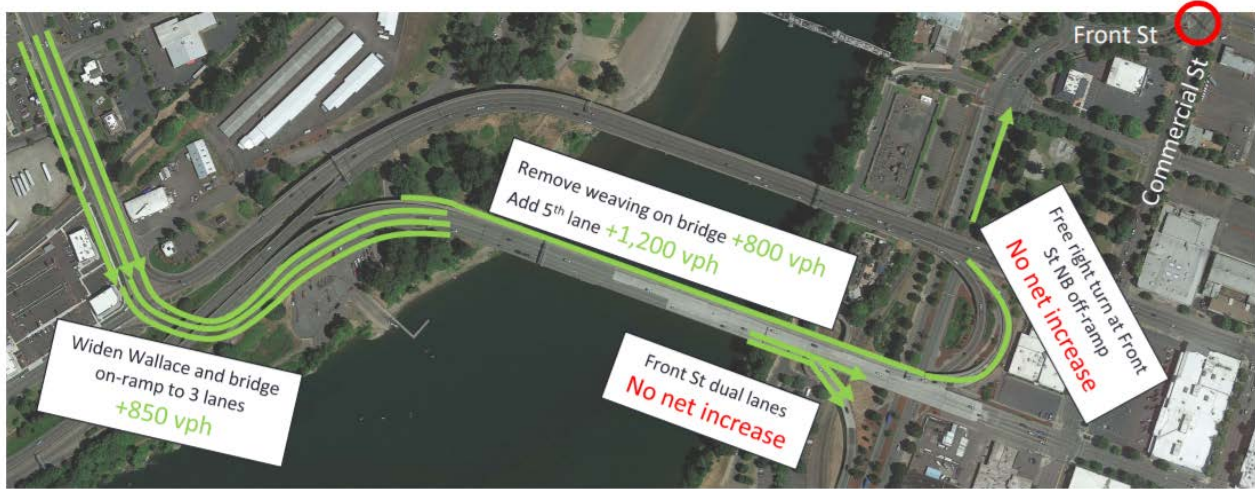 Front St
Commercial St
Remove weaving on bridge +800
Add 5th lane +1,200 vph
Free right turn at Front
St NB off-ramp
No net increase
Front St dual lanes
No net increase
Widen Wallace and bridge
on-ramp to 3 lanes
+850 vph